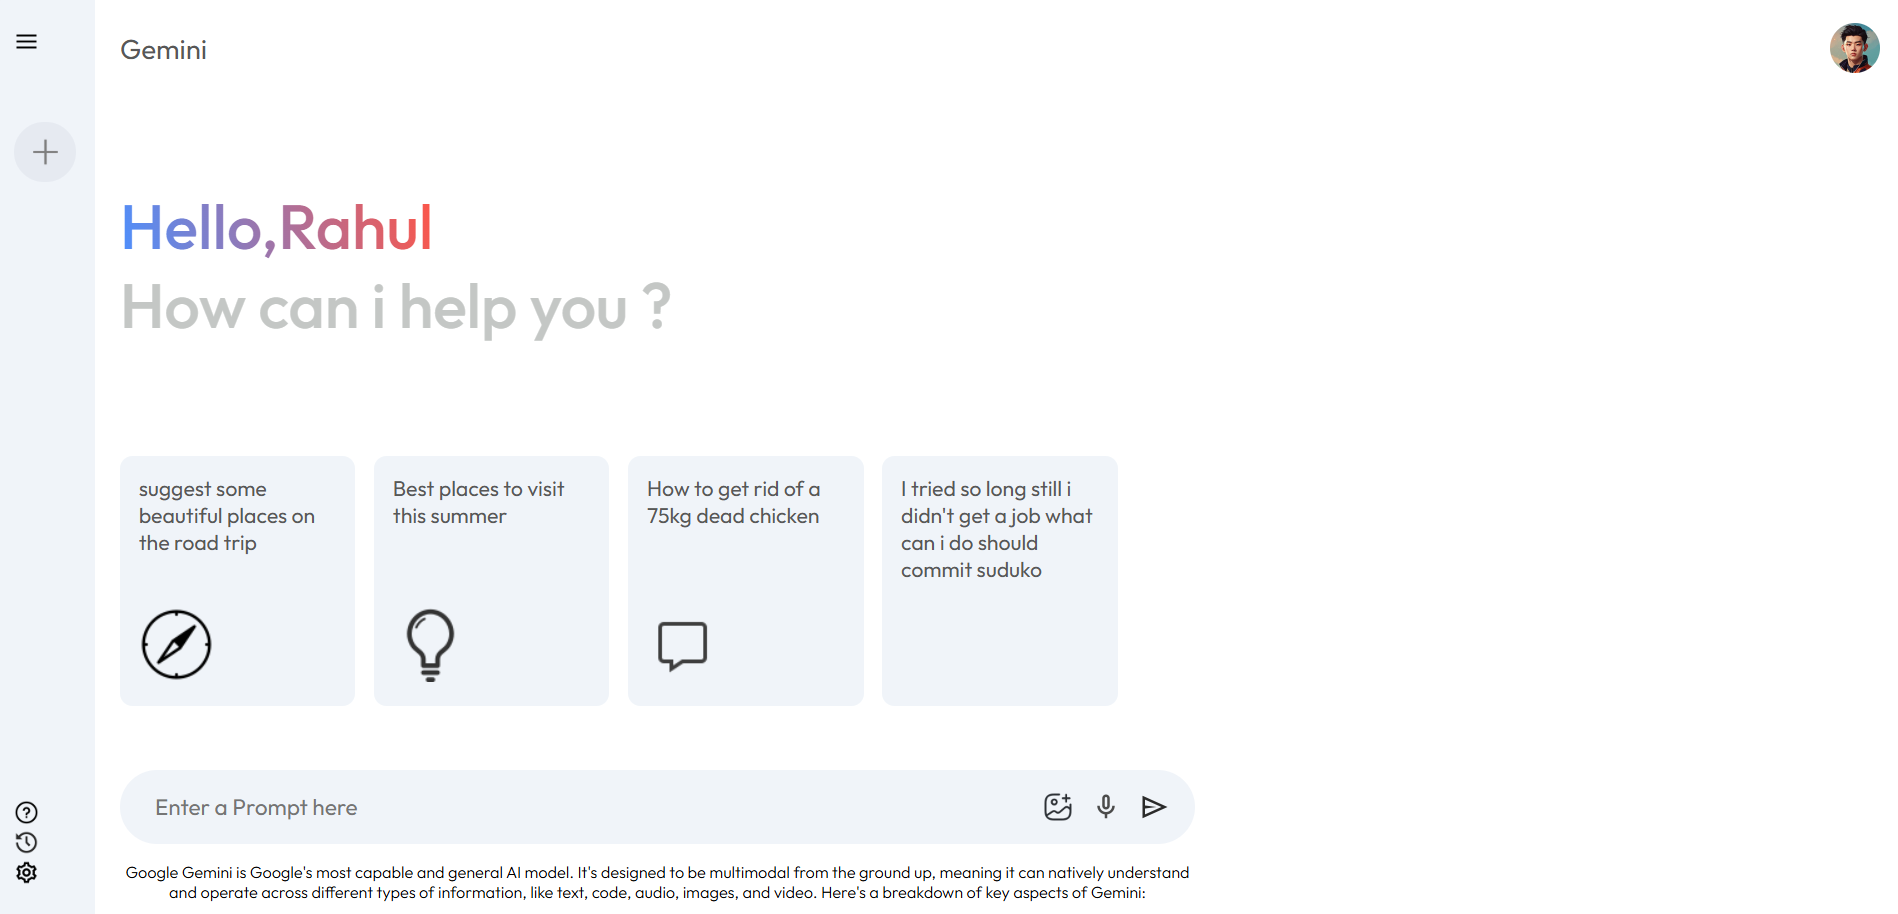 Gemini
Hello,Rahul
How can i help you ?
suggest some
beautiful places on
the road trip
Best places to visit
this summer
How to get rid of a
75kg dead chicken
I tried so long still i
didn't get a job what
can i do should
commit suduko
Enter a Prompt here
Google Gemini is Google's most capable and general AI model. It's designed to be multimodal from the ground up, meaning it can natively understand
and operate across different types of information, like text, code, audio, images, and video. Here's a breakdown of key aspects of Gemini: